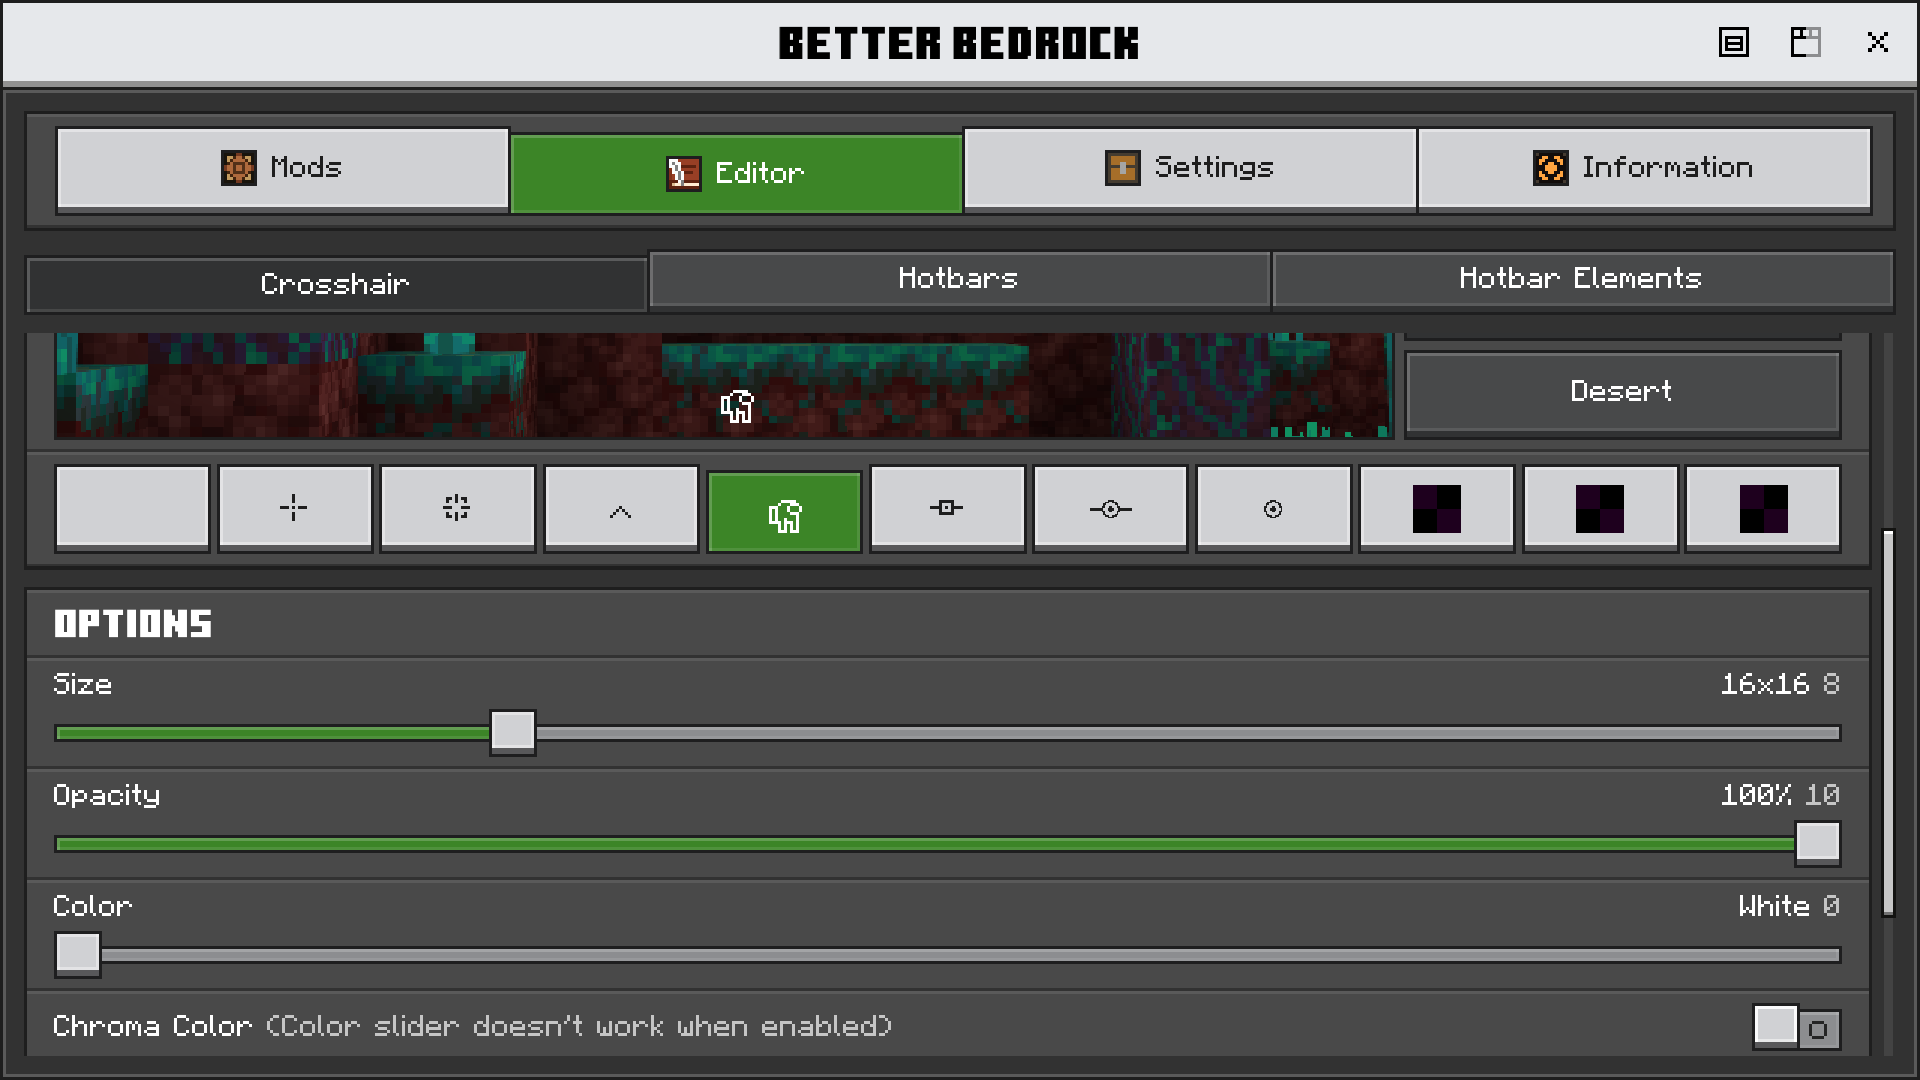 BETTER BEDROCK
Mods
Editor
Settings
Information
Crosshair
Hotbars
Hotbar Elements
Desert
OPTIONS
Size
16x16 8
Opacity
100% 10
Color
White 0
Chroma Color (Color slider doesn't work when enabled)